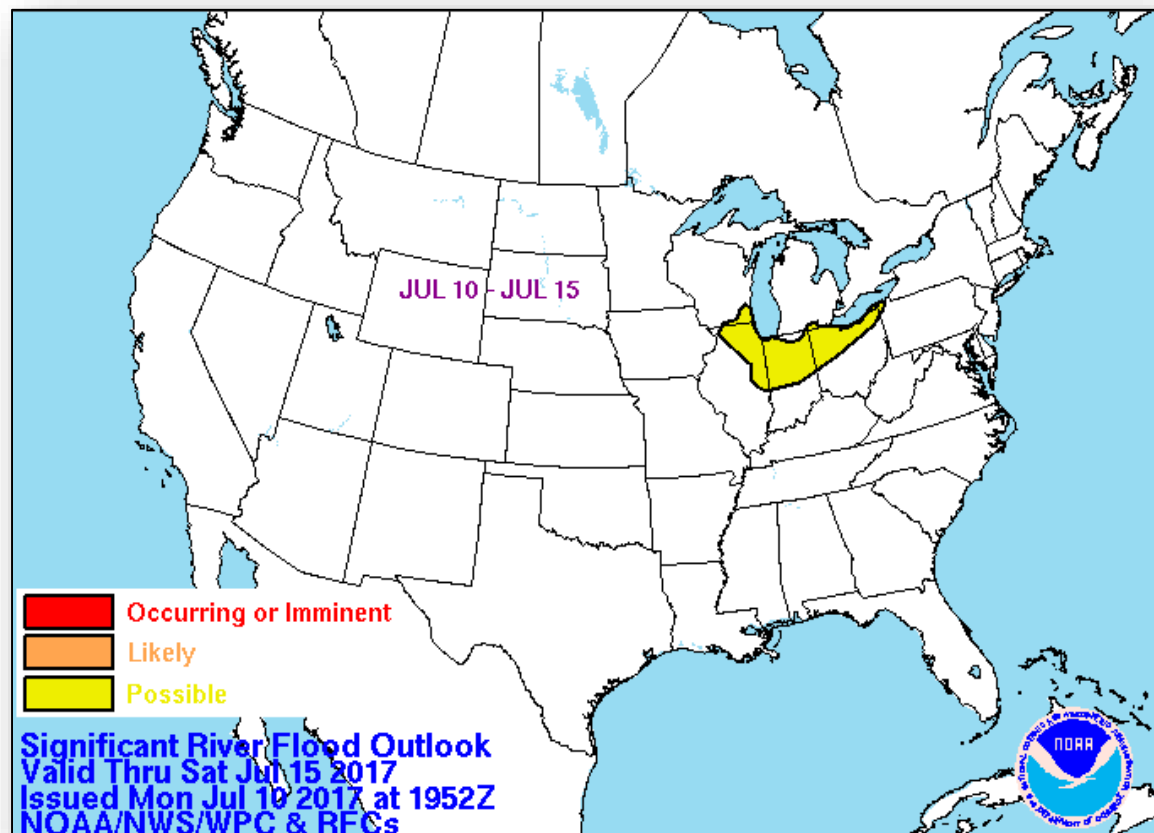 JUL 10 - JUL 15
Occurring or Imminent
Likely
Possible
Significant River Flood Outlook
Valid Thru Sat Jul 15 2017
Issued Mon Jul 10 2017 at 1952Z
NOAA/NWS/WPC & RFCs
NOAA